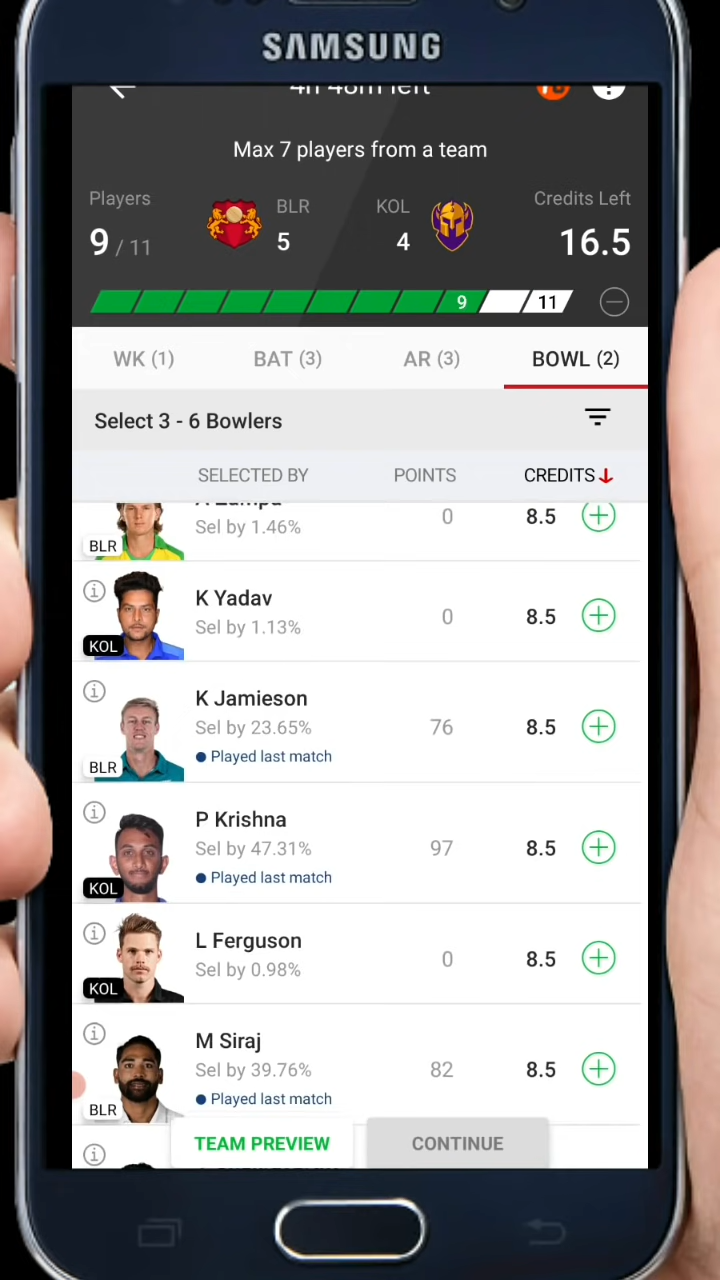 SAMSUNG
4h 48m left
Max 7 players from a team
Players
BLR
KOL
Credits Left
9 / 11
5
4
16.5
9
11
WK (1)
BAT (3)
AR (3)
BOWL (2)
Select 3 - 6 Bowlers
SELECTED BY
POINTS
CREDITS
A Zampa
Sel by 1.46%
0
8.5
BLR
K Yadav
Sel by 1.13%
0
8.5
KOL
K Jamieson
Sel by 23.65%
76
8.5
Played last match
BLR
P Krishna
Sel by 47.31%
97
8.5
Played last match
KOL
L Ferguson
Sel by 0.98%
0
8.5
KOL
M Siraj
Sel by 39.76%
82
8.5
Played last match
BLR
TEAM PREVIEW
CONTINUE